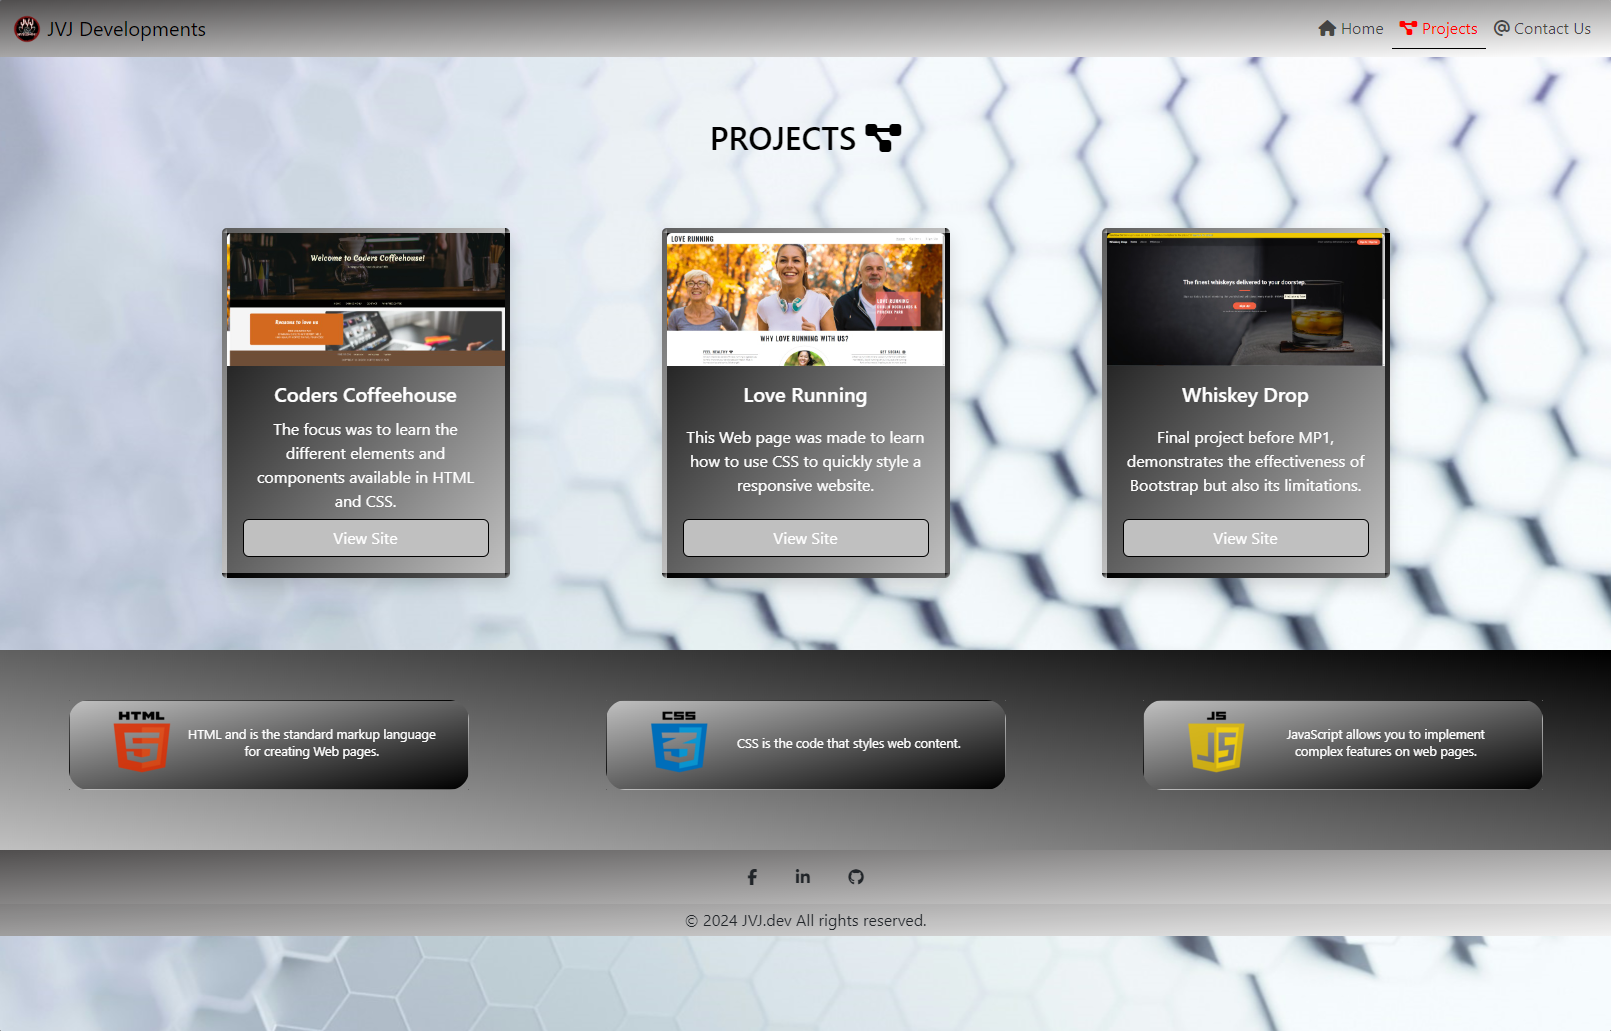 JVJ Developments
Home
Projects
Contact Us
PROJECTS
Welcome to Coders Coffeehouse!
Reasons to love us
Coders Coffeehouse
The focus was to learn the
different elements and
components available in HTML
and CSS.
View Site
LOVE RUNNING
WHY LOVE RUNNING WITH US?
FEEL HEALTHY
GET SOCIAL
Love Running
This Web page was made to learn
how to use CSS to quickly style a
responsive website.
View Site
Whiskey Drop
The finest whiskeys delivered to your doorstep.
Whiskey Drop
Final project before MP1,
demonstrates the effectiveness of
Bootstrap but also its limitations.
View Site
HTML
5
HTML and is the standard markup language
for creating Web pages.
CSS
3
CSS is the code that styles web content.
JS
JS
JavaScript allows you to implement
complex features on web pages.
© 2024 JVJ.dev All rights reserved.